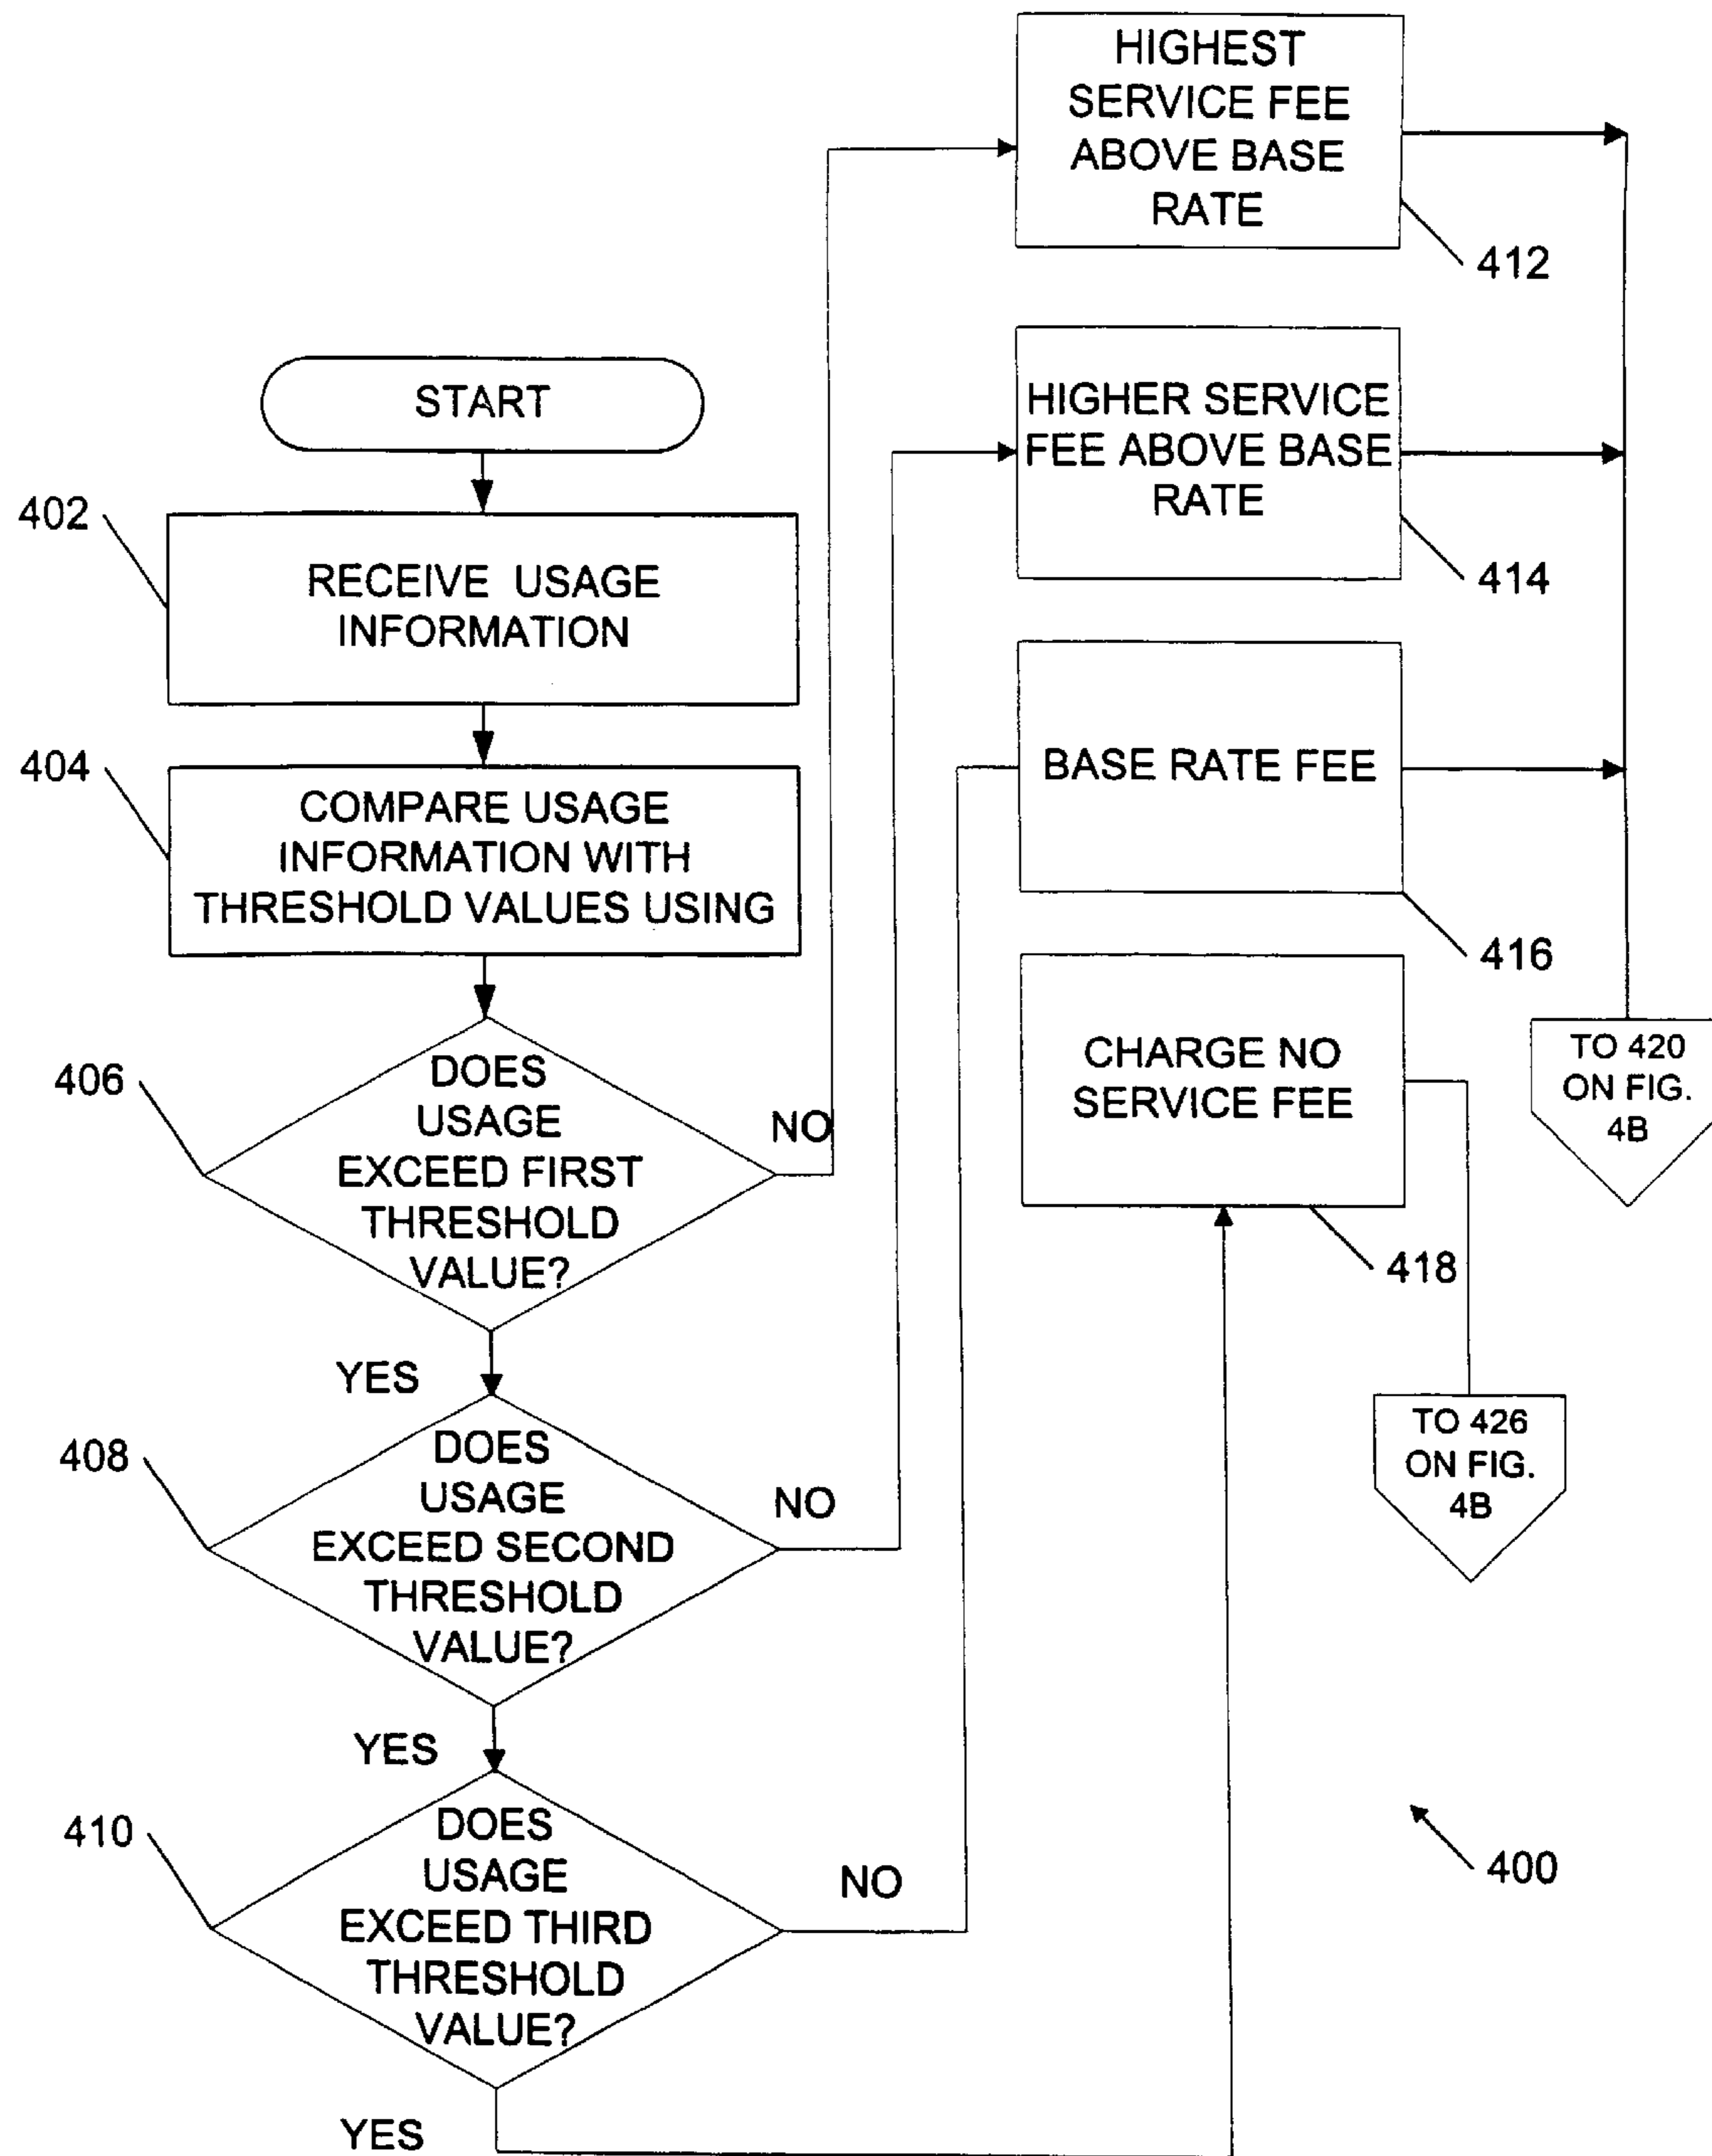 HIGHEST
SERVICE FEE
ABOVE BASE
RATE
412
START
HIGHER SERVICE
FEE ABOVE BASE
RATE
414
402
RECEIVE USAGE
INFORMATION
404
COMPARE USAGE
INFORMATION WITH
THRESHOLD VALUES USING
BASE RATE FEE
416
406
DOES
USAGE
EXCEED FIRST
THRESHOLD
VALUE?
NO
YES
CHARGE NO
SERVICE FEE
418
TO 420
ON FIG.
4B
408
DOES
USAGE
EXCEED SECOND
THRESHOLD
VALUE?
NO
YES
TO 426
ON FIG.
4B
410
DOES
USAGE
EXCEED THIRD
THRESHOLD
VALUE?
NO
YES
400